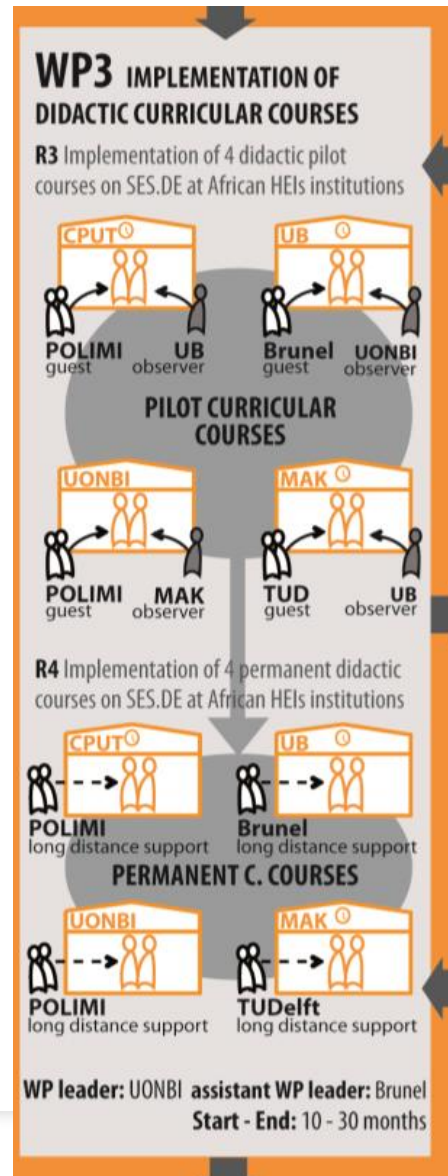 WP3 IMPLEMENTATION OF
DIDACTIC CURRICULAR COURSES
R3 Implementation of 4 didactic pilot
courses on SES.DE at African HEIs institutions
CPUT UB
POLIMI UB Brunel UONBI
guest observer guest observer
PILOT CURRICULAR
COURSES
UONBI MAK
POLIMI MAK TUD UB
guest observer guest observer
R4 Implementation of 4 permanent didactic
courses on SES.DE at African HEIs institutions
CPUT UB
POLIMI Brunel
long distance support long distance support
PERMANENT C. COURSES
UONBI MAK
POLIMI TUDelft
long distance support long distance support
WP leader: UONBI assistant WP leader: Brunel
Start - End: 10 - 30 months